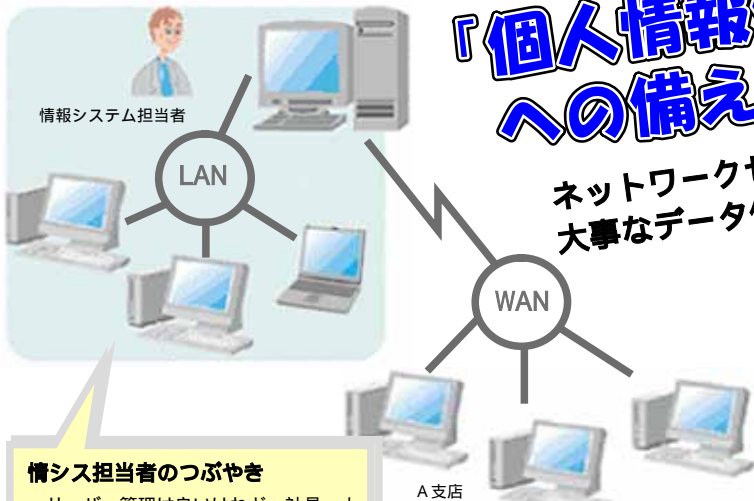 「個人情報
への備え
ネットワークや
大事なデータ
情報システム担当者
LAN
WAN
A支店
情シス担当者のつぶやき